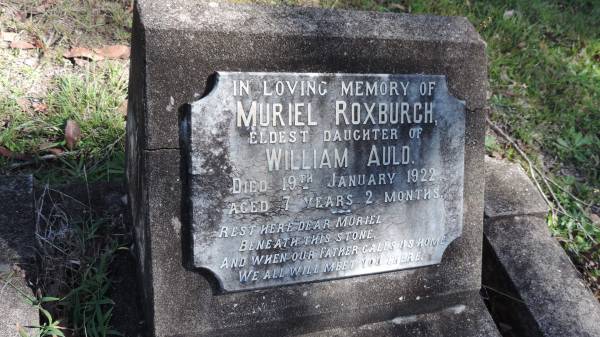 IN LOVING MEMORY OF
MURIEL ROXBURGH,
ELDEST DAUGHTER OF
WILLIAM AULD.
DIED 19TH JANUARY 1922.
AGED 7 YEARS 2 MONTHS.
REST HERE DEAR MURIEL
BENEATH THIS STONE.
AND WHEN OUR FATHER CALLS US HOME
WE ALL WILL MEET YOU THERE.